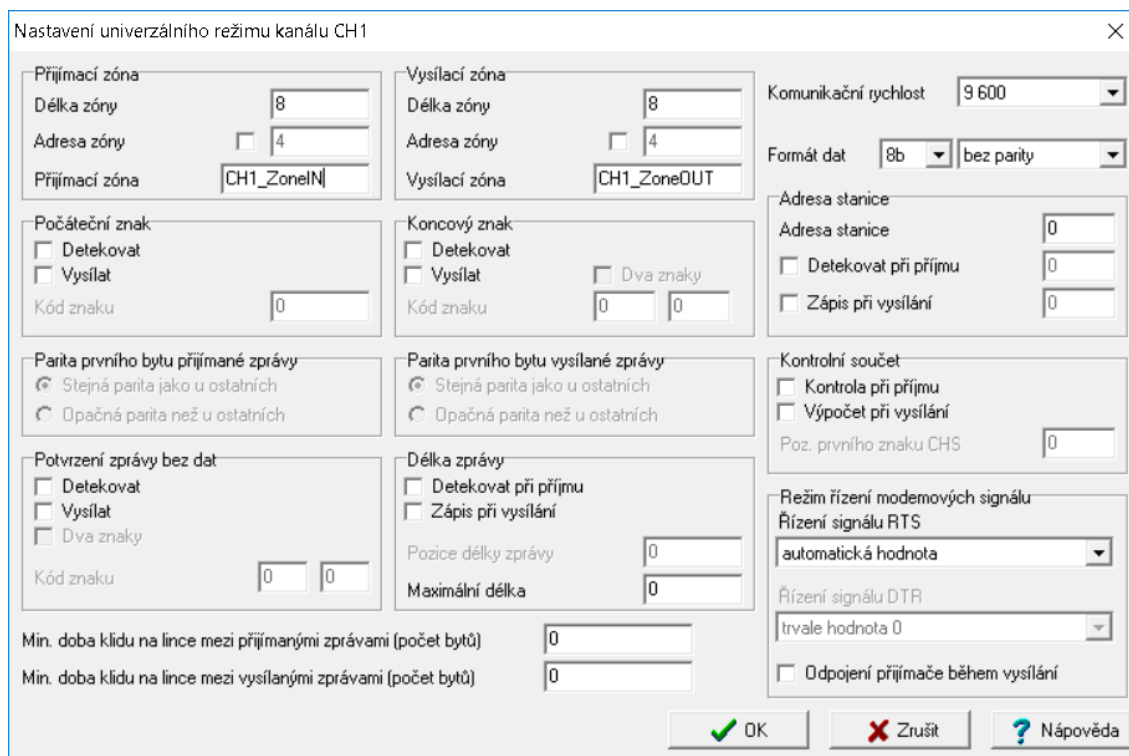 Nastavení univerzálního režimu kanálu CH1
Přijímací zóna
Délka zóny 8
Adresa zóny 4
Přijímací zóna CH1_ZoneIN
Vysílací zóna
Délka zóny 8
Adresa zóny 4
Vysílací zóna CH1_ZoneOUT
Komunikační rychlost 9 600
Formát dat 8b bez parity
Počáteční znak
Detekovat
Vysílat
Kód znaku 0
Koncový znak
Detekovat
Vysílat Dva znaky
Kód znaku 0 0
Adresa stanice
Adresa stanice 0
Detekovat při příjmu 0
Zápis při vysílání 0
Parita prvního bytu přijímané zprávy
Stejná parita jako u ostatních
Opačná parita než u ostatních
Parita prvního bytu vysílané zprávy
Stejná parita jako u ostatních
Opačná parita než u ostatních
Kontrolní součet
Kontrola při příjmu
Výpočet při vysílání
Poz. prvního znaku CHS 0
Potvrzení zprávy bez dat
Detekovat
Vysílat
Dva znaky
Kód znaku 0 0
Délka zprávy
Detekovat při příjmu
Zápis při vysílání
Pozice délky zprávy 0
Maximální délka 0
Režim řízení modemových signálu
Řízení signálu RTS
automatická hodnota
Řízení signálu DTR
trvale hodnota 0
Odpojení přijímače během vysílání
Min. doba klidu na lince mezi přijímanými zprávami (počet bytů) 0
Min. doba klidu na lince mezi vysílanými zprávami (počet bytů) 0
OK
Zrušit
? Nápověda